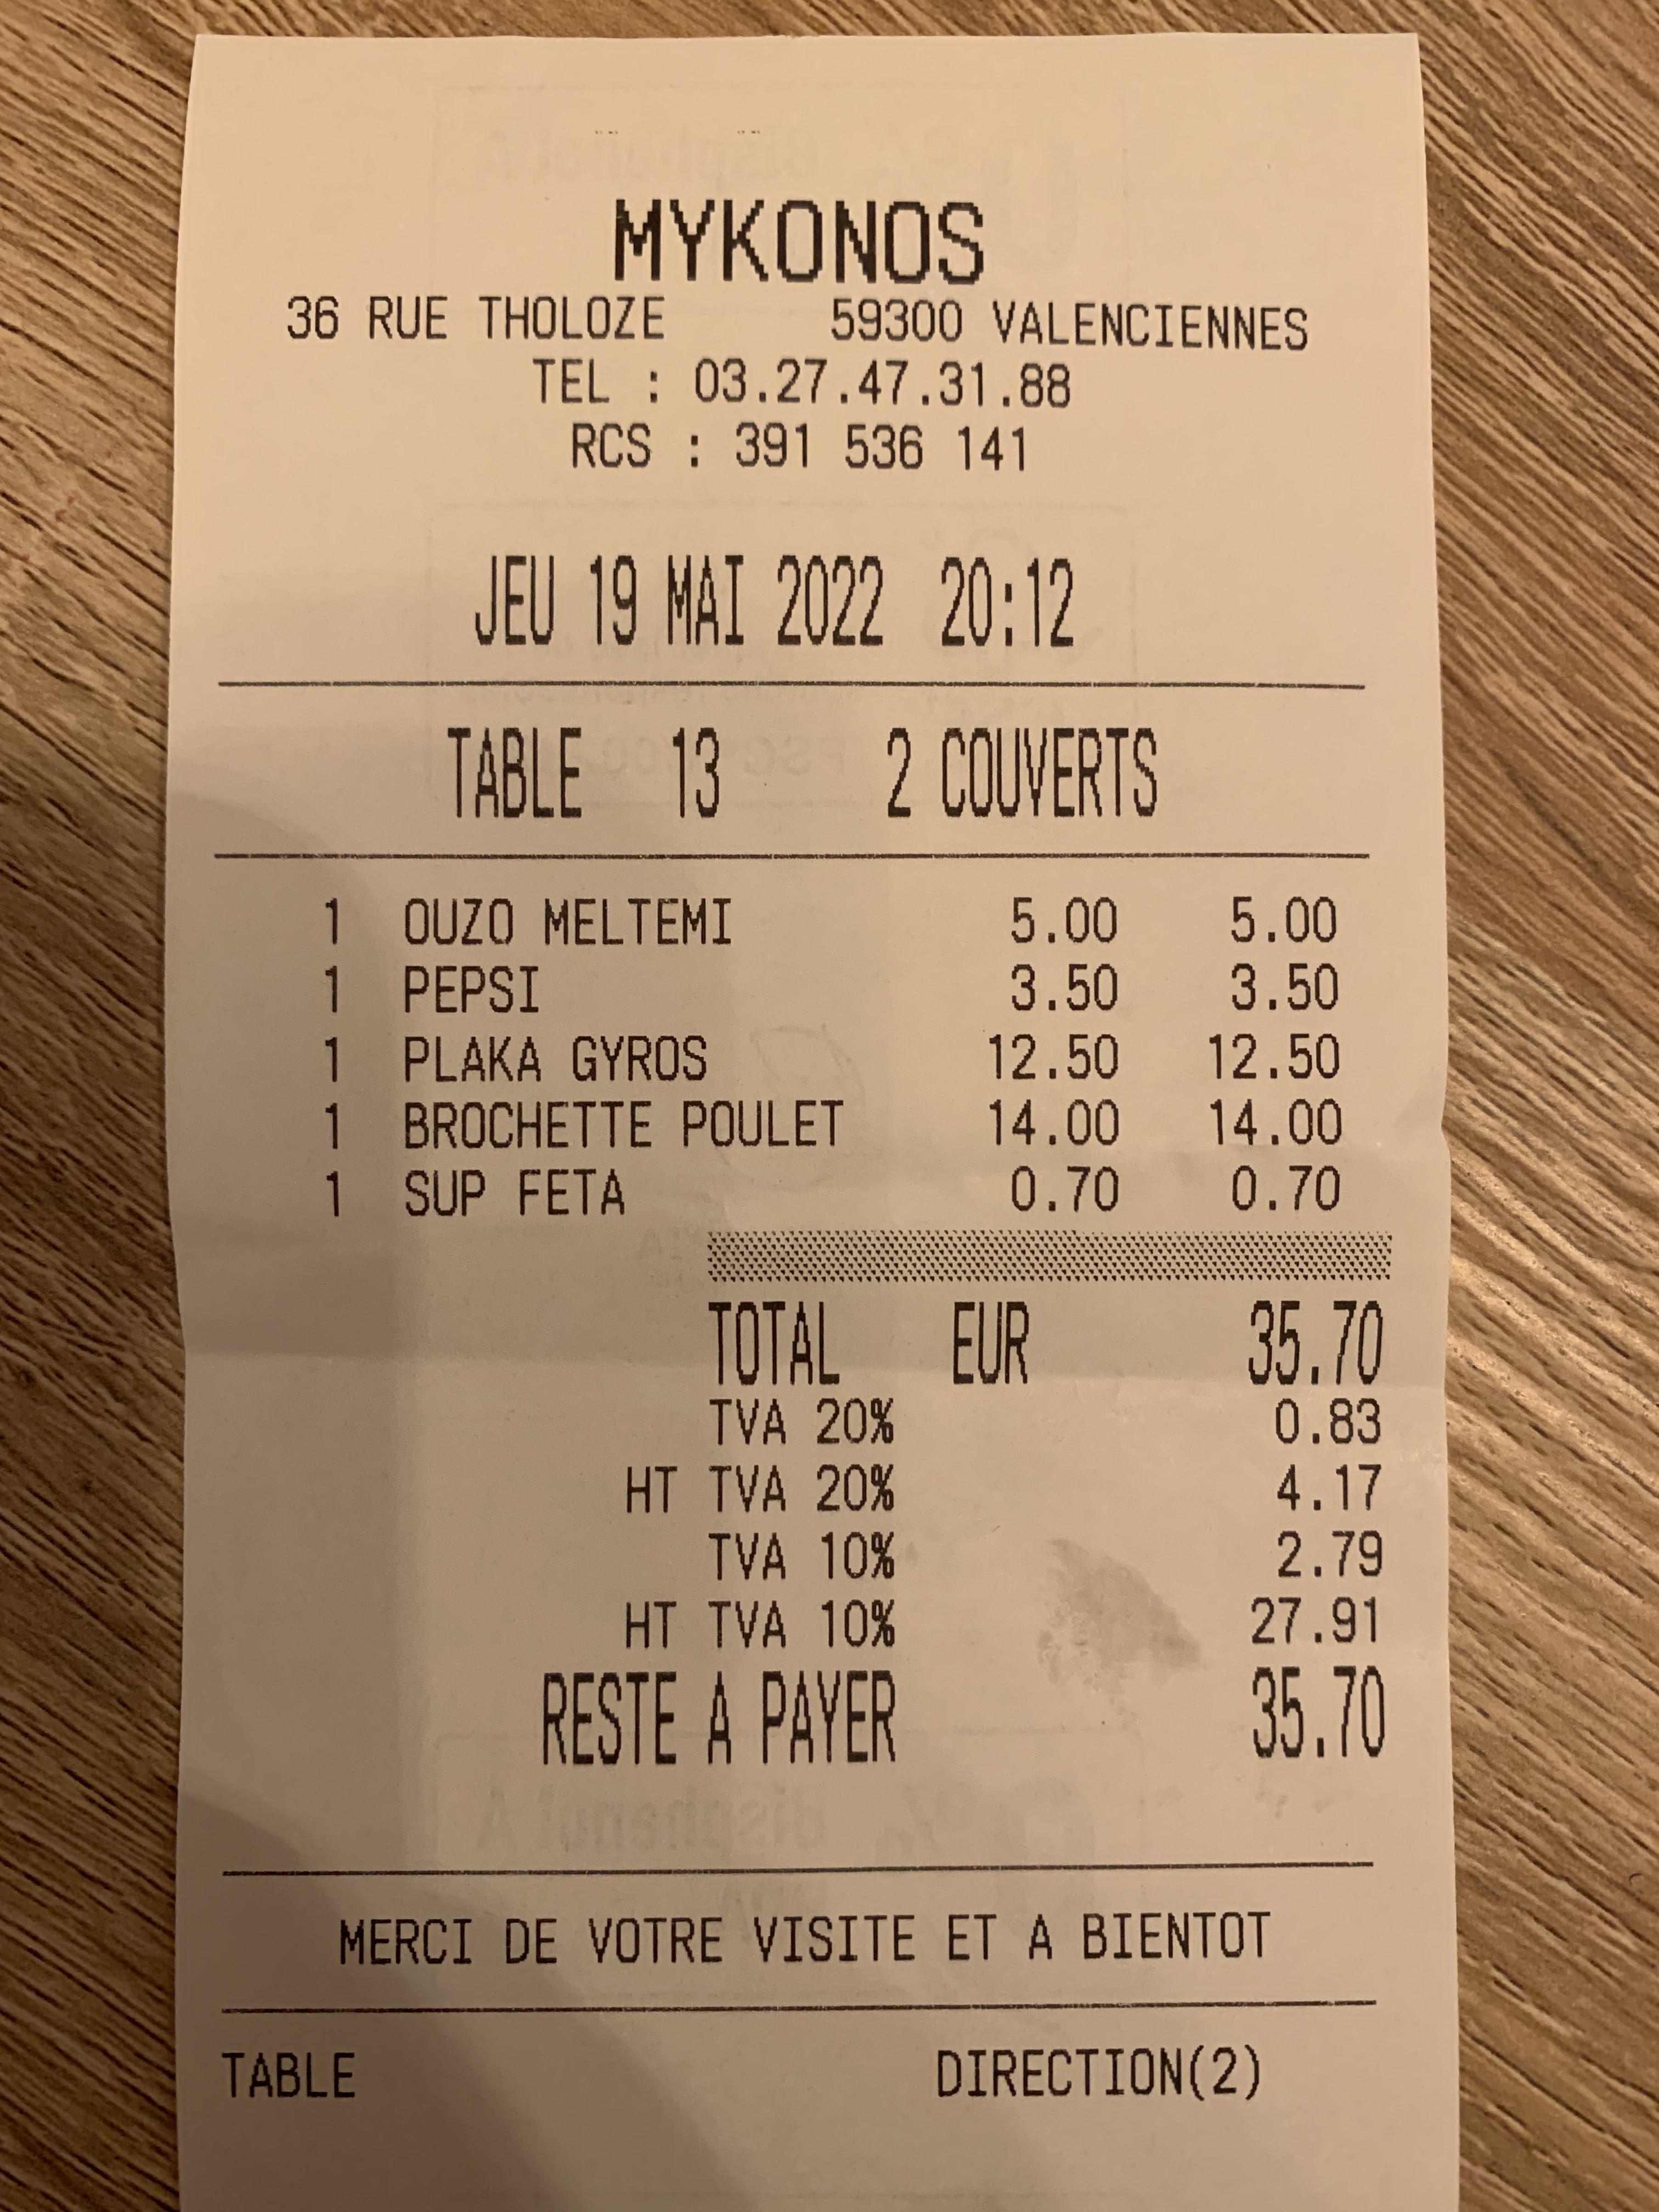 MYKONOS
36 RUE THOLOZE 59300 VALENCIENNES
TEL : 03.27.47.31.88
RCS : 391 536 141
JEU 19 MAI 2022 20:12
TABLE 13 2 COUVERTS
1 OUZO MELTEMI 5.00 5.00
1 PEPSI 3.50 3.50
1 PLAKA GYROS 12.50 12.50
1 BROCHETTE POULET 14.00 14.00
1 SUP FETA 0.70 0.70
TOTAL EUR 35.70
TVA 20% 0.83
HT TVA 20% 4.17
TVA 10% 2.79
HT TVA 10% 27.91
RESTE A PAYER 35.70
MERCI DE VOTRE VISITE ET A BIENTOT
TABLE DIRECTION(2)